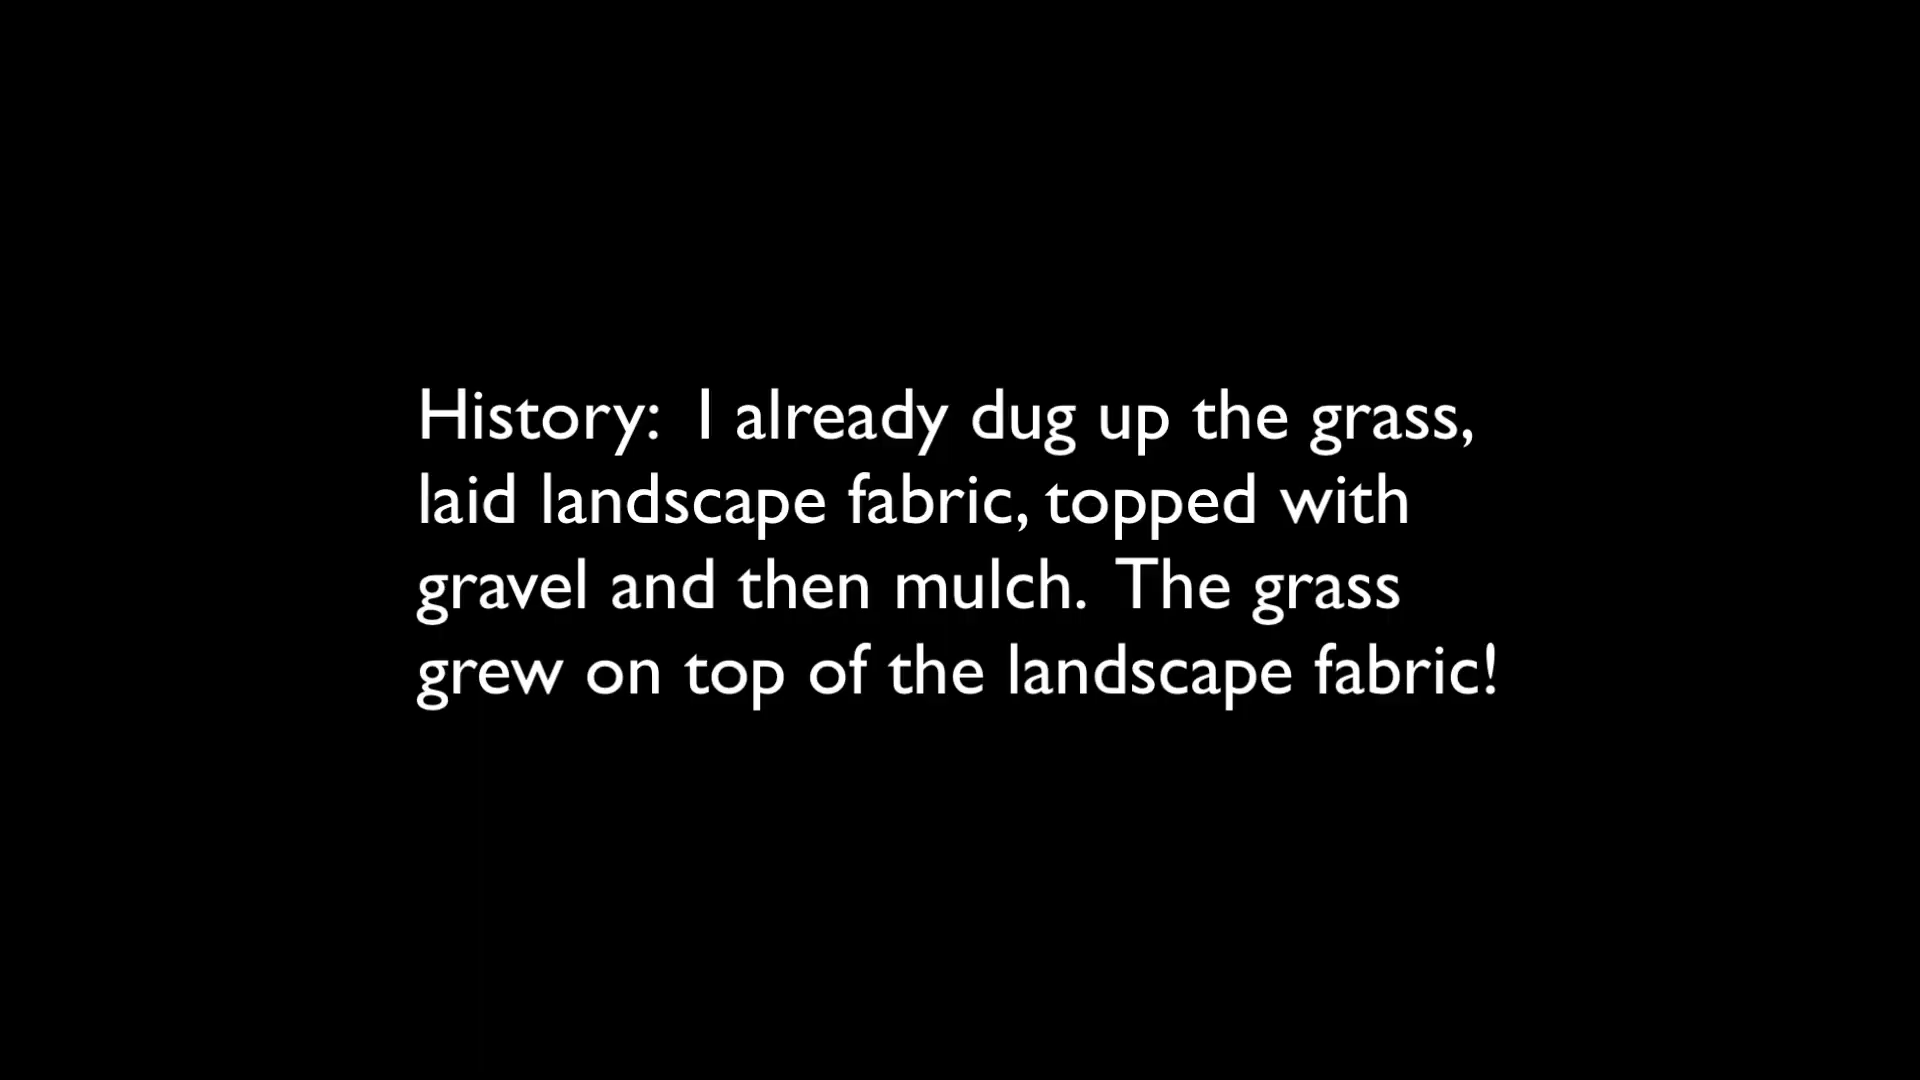 History:  I already dug up the grass,
laid landscape fabric, topped with
gravel and then mulch.  The grass
grew on top of the landscape fabric!